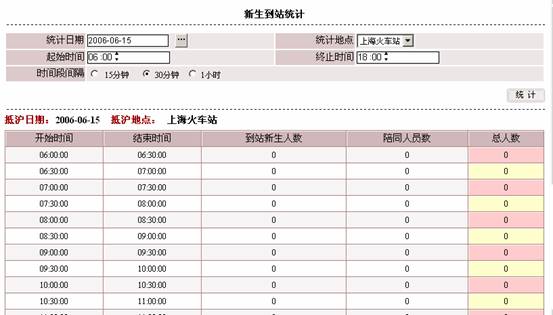 新生到站统计
统计日期 2006-06-15 ... 统计地点 上海火车站
起始时间 06:00 终止时间 18:00
时间段间隔 15分钟 30分钟 1小时
统 计
抵沪日期：2006-06-15 抵沪地点： 上海火车站
开始时间 结束时间 到站新生人数 陪同人员数 总人数
06:00:00 06:30:00 0 0 0
06:30:00 07:00:00 0 0 0
07:00:00 07:30:00 0 0 0
07:30:00 08:00:00 0 0 0
08:00:00 08:30:00 0 0 0
08:30:00 09:00:00 0 0 0
09:00:00 09:30:00 0 0 0
09:30:00 10:00:00 0 0 0
10:00:00 10:30:00 0 0 0
10:30:00 11:00:00 0 0 0